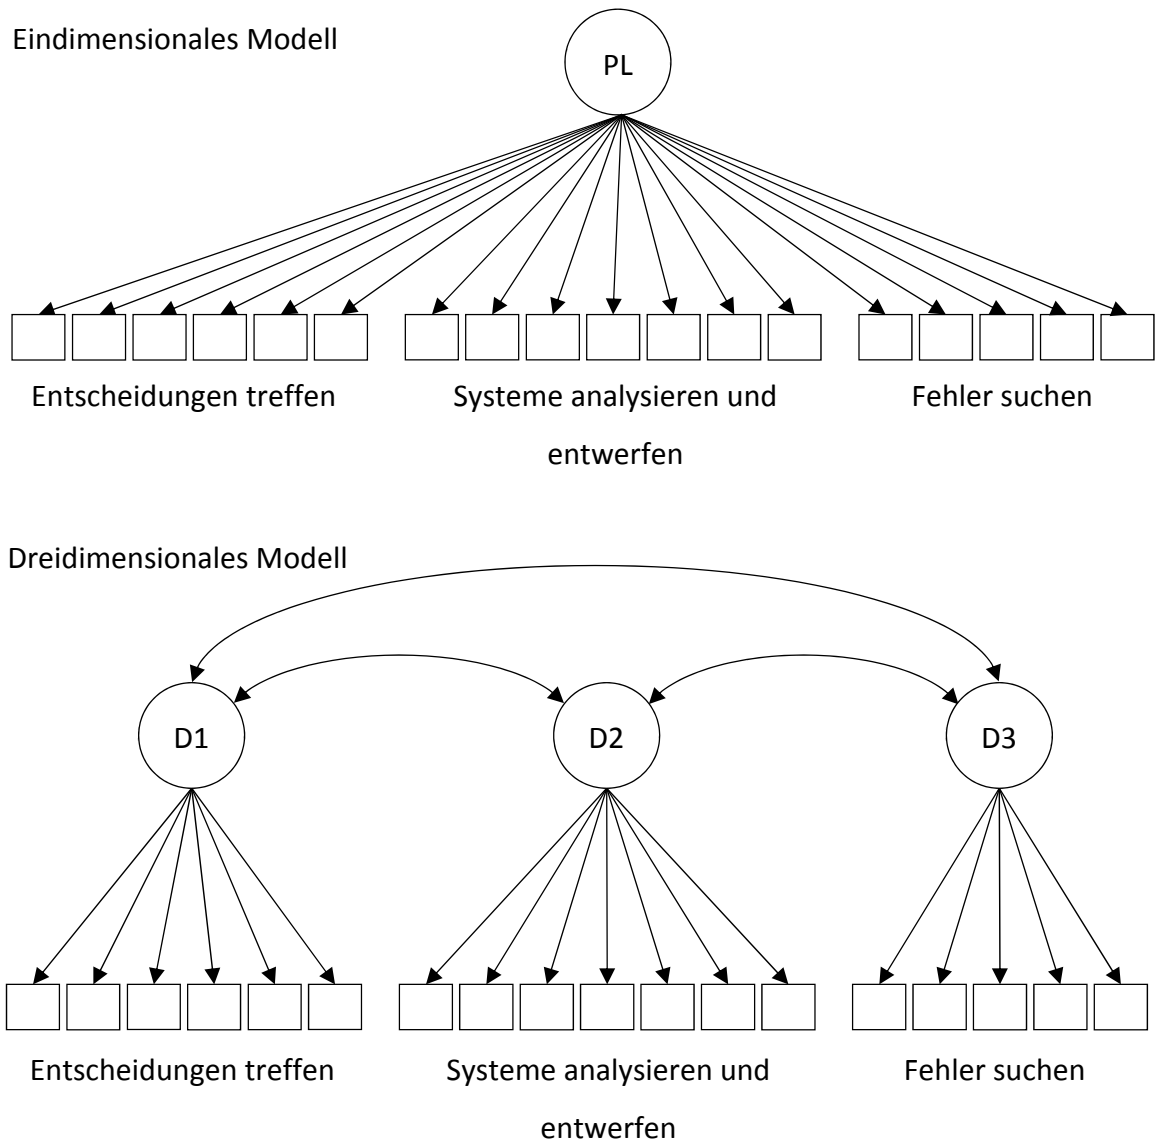 Eindimensionales Modell
PL
Entscheidungen treffen
Systeme analysieren und
entwerfen
Fehler suchen
Dreidimensionales Modell
D1
D2
D3
Entscheidungen treffen
Systeme analysieren und
entwerfen
Fehler suchen